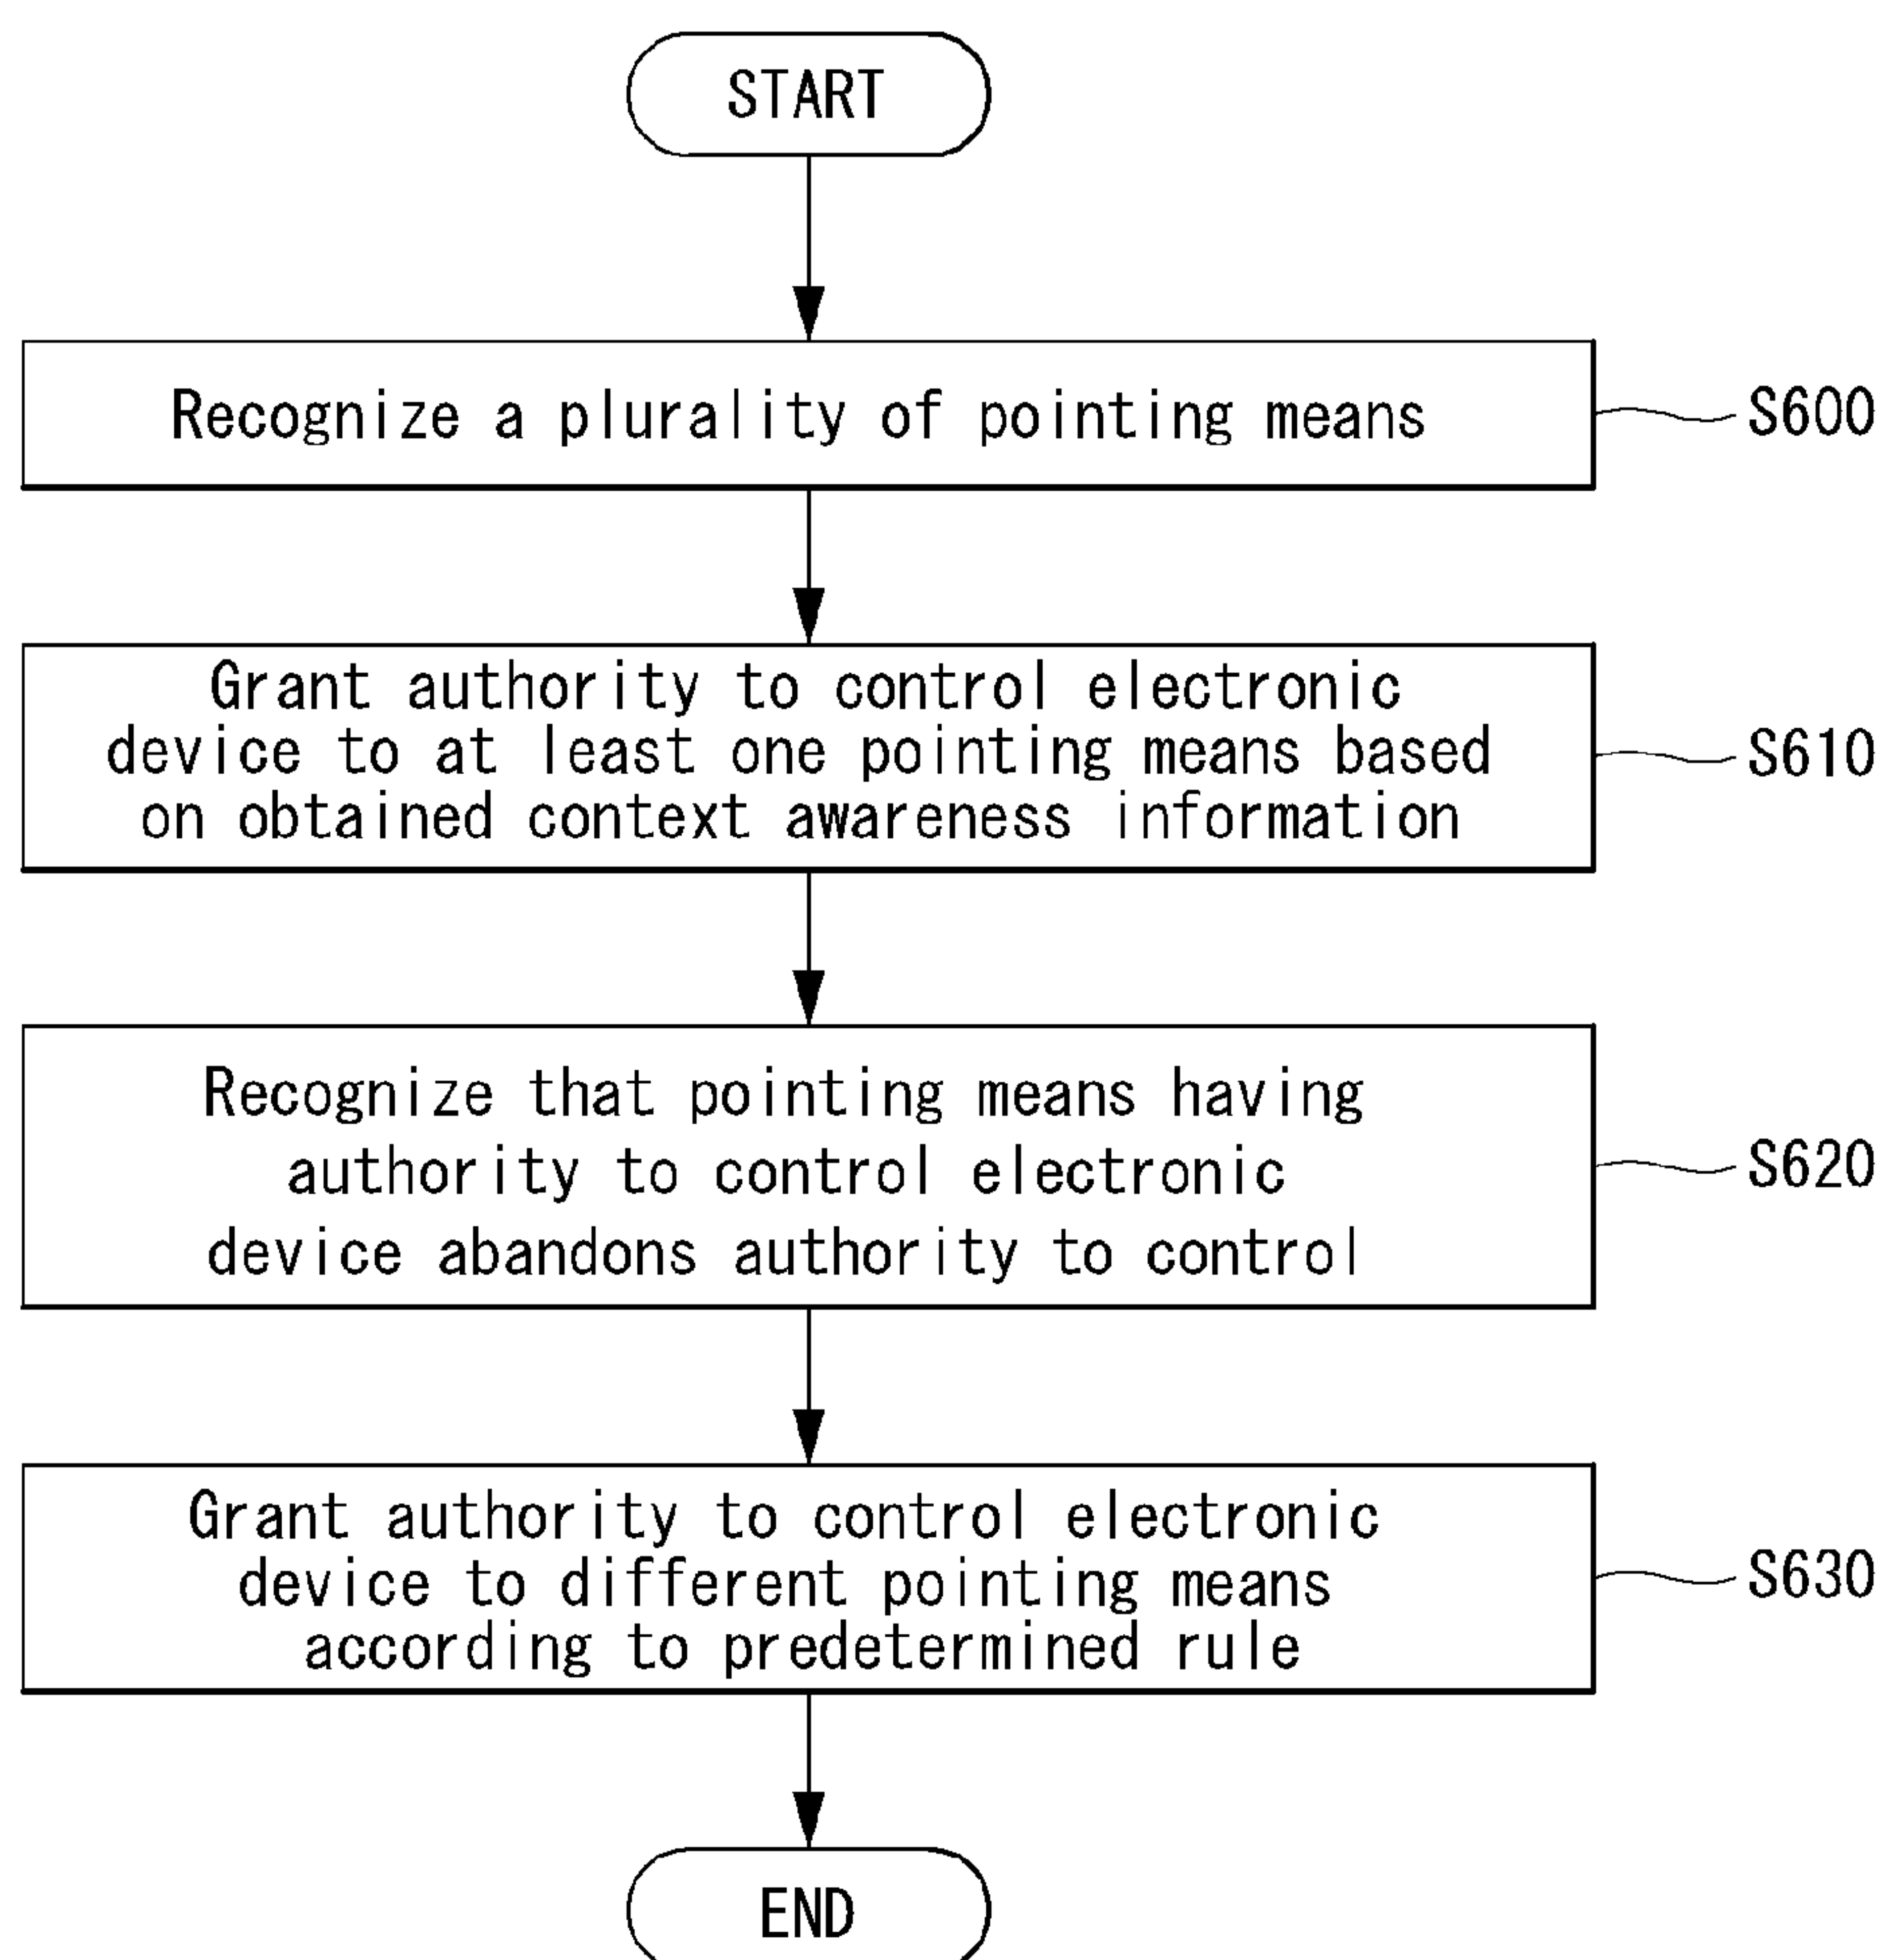 START
Recognize a plurality of pointing means
S600
Grant authority to control electronic
device to at least one pointing means based
on obtained context awareness information
S610
Recognize that pointing means having
authority to control electronic
device abandons authority to control
S620
Grant authority to control electronic
device to different pointing means
according to predetermined rule
S630
END